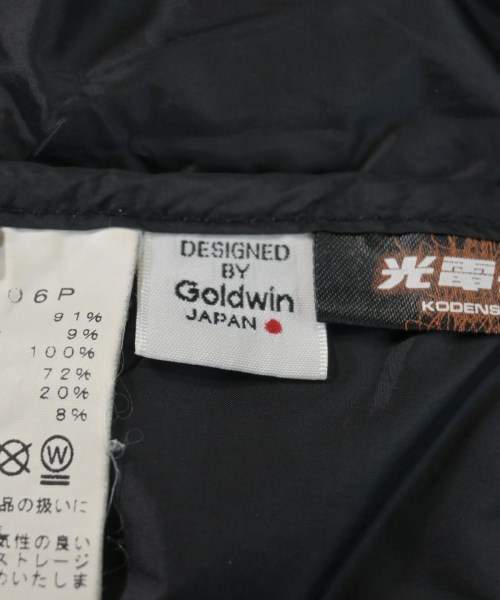 06P
91%
9%
100%
72%
20%
8%
W
品の扱いに
気性の良い
ストレージ
めいたしま
DESIGNED
BY
Goldwin
JAPAN
光電
KODENS